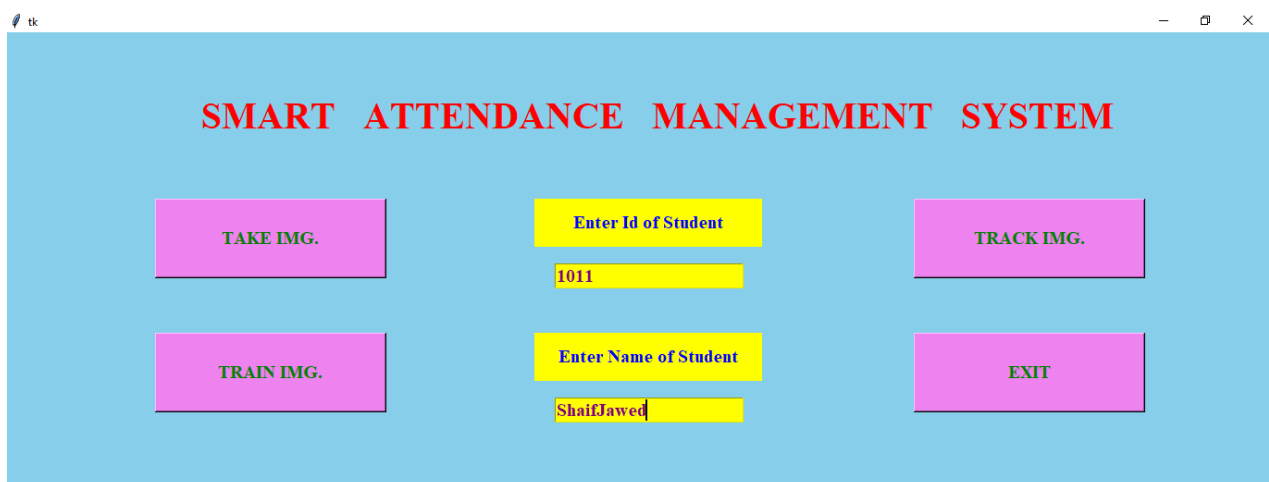 tk
SMART ATTENDANCE MANAGEMENT SYSTEM
TAKE IMG.
Enter Id of Student
1011
TRACK IMG.
TRAIN IMG.
Enter Name of Student
ShaifJawed
EXIT